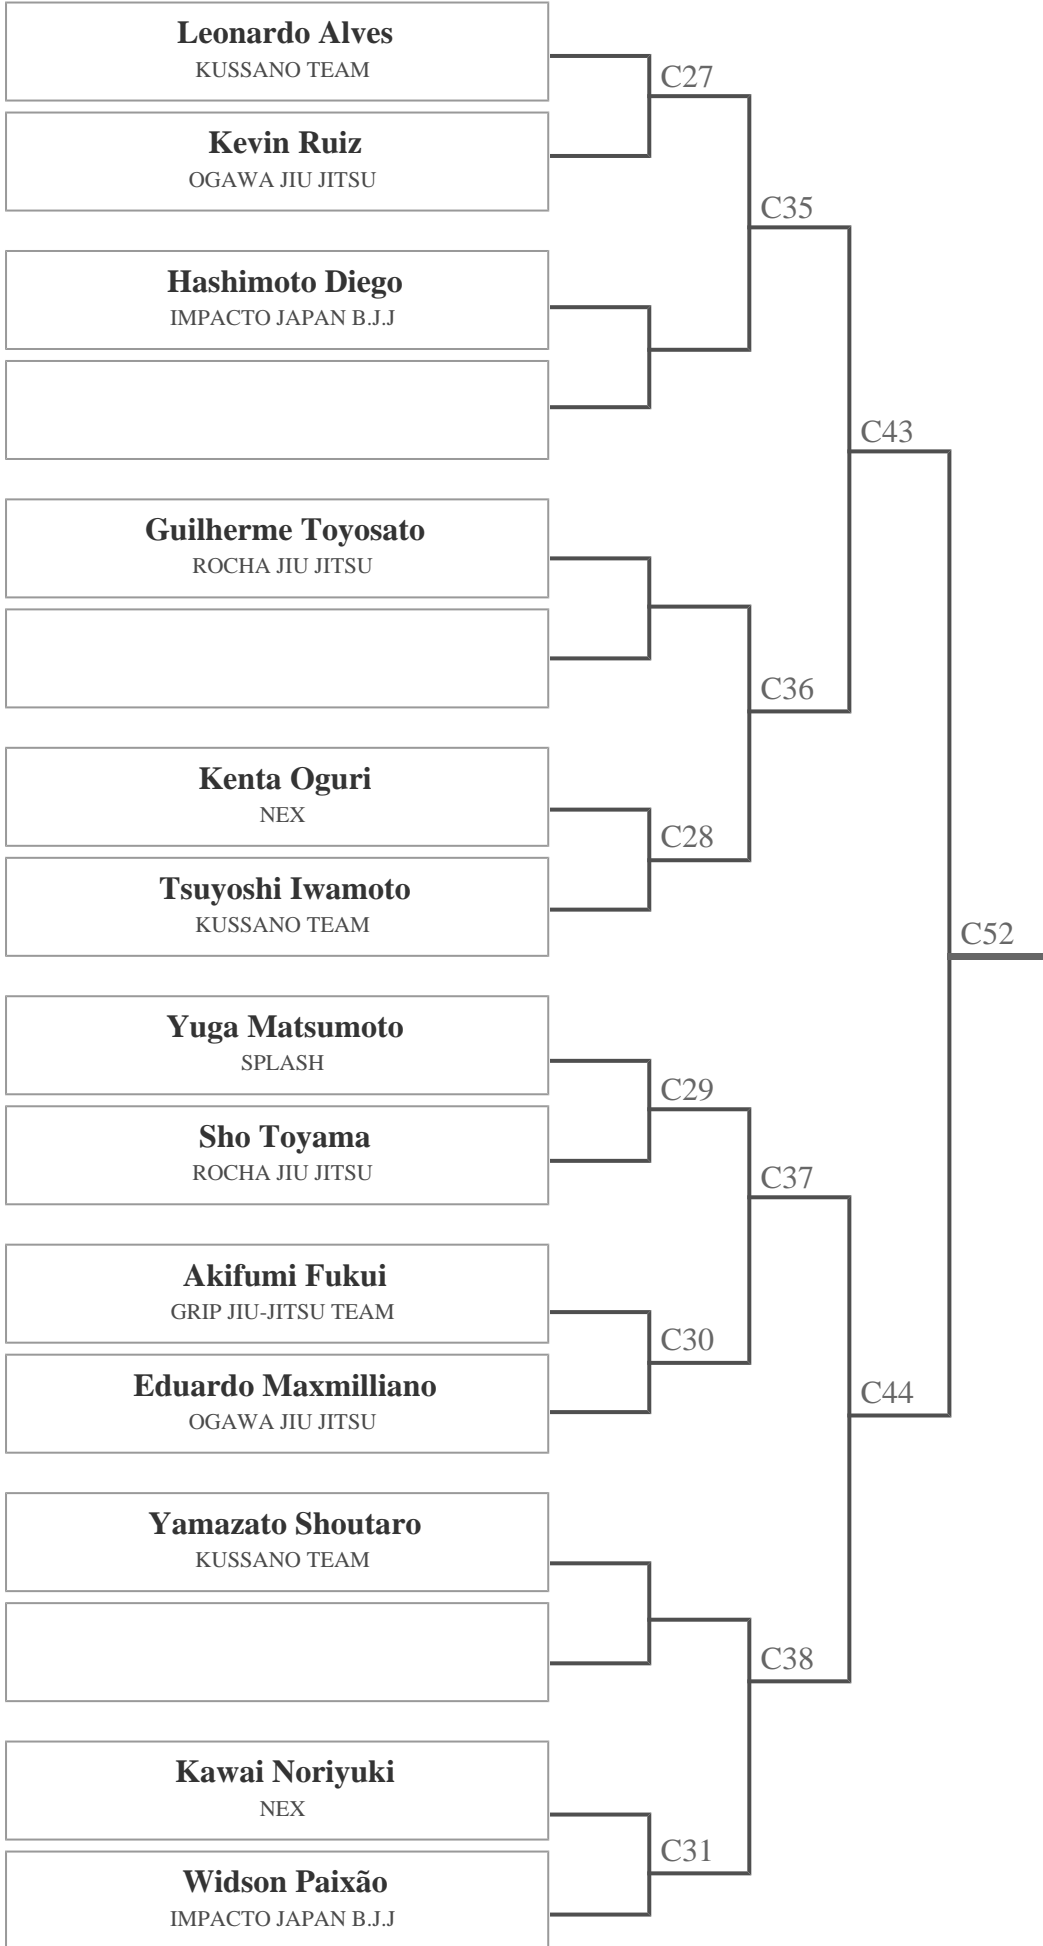 Leonardo Alves
KUSSANO TEAM
C27
Kevin Ruiz
OGAWA JIU JITSU
C35
Hashimoto Diego
IMPACTO JAPAN B.J.J
C43
Guilherme Toyosato
ROCHA JIU JITSU
C36
Kenta Oguri
NEX
C28
Tsuyoshi Iwamoto
KUSSANO TEAM
C52
Yuga Matsumoto
SPLASH
C29
Sho Toyama
ROCHA JIU JITSU
C37
Akifumi Fukui
GRIP JIU-JITSU TEAM
C30
Eduardo Maxmilliano
OGAWA JIU JITSU
C44
Yamazato Shoutaro
KUSSANO TEAM
C38
Kawai Noriyuki
NEX
C31
Widson Paixão
IMPACTO JAPAN B.J.J